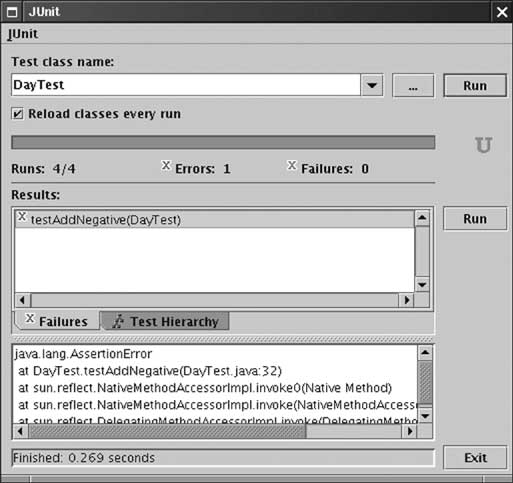 JUnit
JUnit
Test class name:
DayTest
... Run
Reload classes every run
U
Runs: 4/4 X Errors: 1 X Failures: 0
Results:
X testAddNegative(DayTest)
Run
X Failures Test Hierarchy
java.lang.AssertionError
at DayTest.testAddNegative(DayTest.java:32)
at sun.reflect.NativeMethodAccessorImpl.invoke0(Native Method)
at sun.reflect.NativeMethodAccessorImpl.invoke(NativeMethodAccess
at sun.reflect.DelegatingMethodAccessorImpl.invoke(DelegatingMetho
Finished: 0.269 seconds
Exit